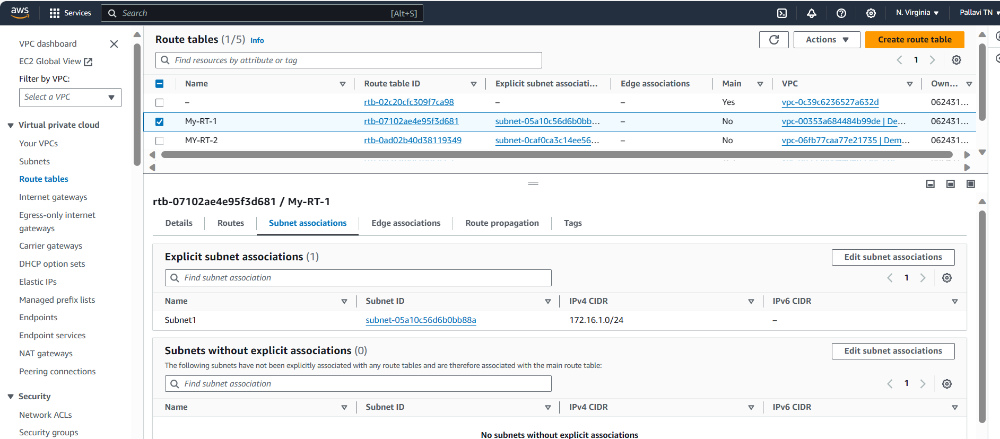 aws
Services
Search [Alt+S]
N. Virginia
Pallavi TN
VPC dashboard
EC2 Global View
Filter by VPC:
Select a VPC
Virtual private cloud
Your VPCs
Subnets
Route tables
Internet gateways
Egress-only internet
gateways
Carrier gateways
DHCP option sets
Elastic IPs
Managed prefix lists
Endpoints
Endpoint services
NAT gateways
Peering connections
Security
Network ACLs
Security groups
Route tables (1/5) Info
Actions
Create route table
Find resources by attribute or tag
1
Name Route table ID Explicit subnet associati... Edge associations Main VPC Own...
– rtb-02c20cfc309f7ca98 – – Yes vpc-0c39c6236527a632d 062431...
My-RT-1 rtb-07102ae4e95f3d681 subnet-05a10c56d6b0bb... – No vpc-00353a684484b99de | De... 062431...
MY-RT-2 rtb-0ad02b40d38119349 subnet-0caf0ca3c14ee56... – No vpc-06fb77caa77e21735 | Dem... 062431...
rtb-07102ae4e95f3d681 / My-RT-1
Details Routes Subnet associations Edge associations Route propagation Tags
Explicit subnet associations (1)
Edit subnet associations
Find subnet association
1
Name Subnet ID IPv4 CIDR IPv6 CIDR
Subnet1 subnet-05a10c56d6b0bb88a 172.16.1.0/24 –
Subnets without explicit associations (0)
Edit subnet associations
The following subnets have not been explicitly associated with any route tables and are therefore associated with the main route table:
Find subnet association
1
Name Subnet ID IPv4 CIDR IPv6 CIDR
No subnets without explicit associations